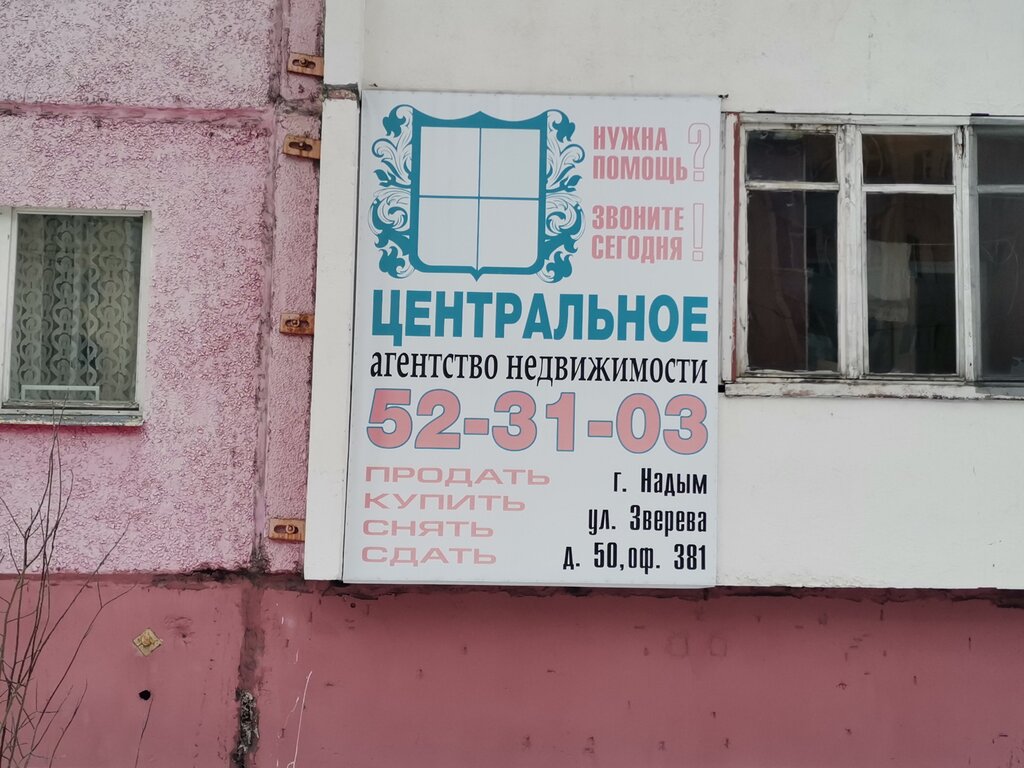 НУЖНА
ПОМОЩЬ?
ЗВОНИТЕ
СЕГОДНЯ!
ЦЕНТРАЛЬНОЕ
агентство недвижимости
52-31-03
ПРОДАТЬ
КУПИТЬ
СНЯТЬ
СДАТЬ
г. Надым
ул. Зверева
д. 50,оф. 381